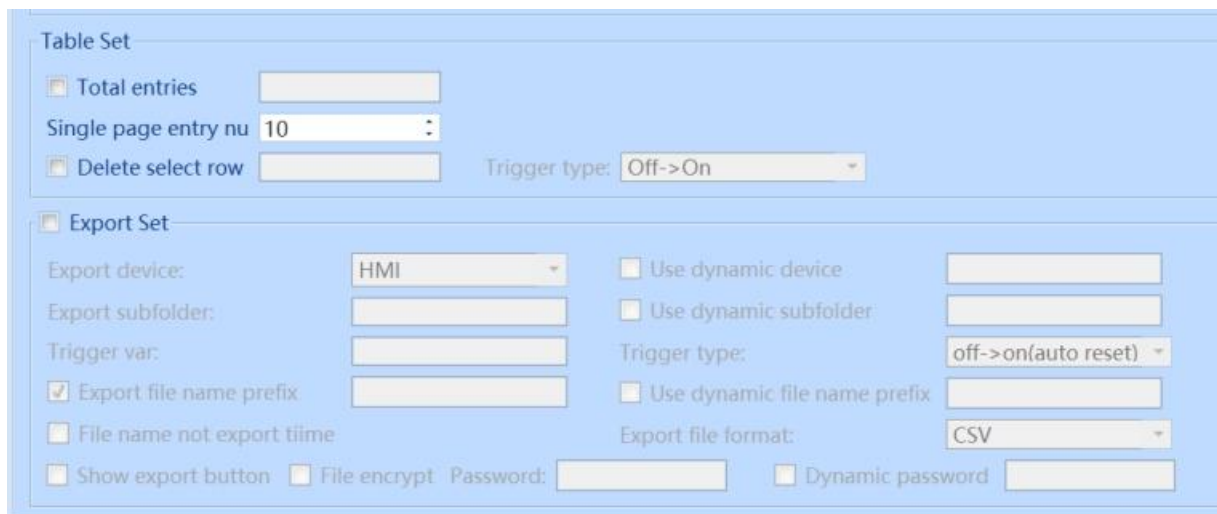 Table Set
Total entries
Single page entry nu 10
Delete select row Trigger type: Off->On
Export Set
Export device: HMI Use dynamic device
Export subfolder: Use dynamic subfolder
Trigger var: Trigger type: off->on(auto reset)
Export file name prefix Use dynamic file name prefix
File name not export tiime Export file format: CSV
Show export button File encrypt Password: Dynamic password